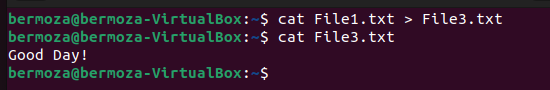 bermoza@bermoza-VirtualBox:~$ cat File1.txt > File3.txt
bermoza@bermoza-VirtualBox:~$ cat File3.txt
Good Day!
bermoza@bermoza-VirtualBox:~$